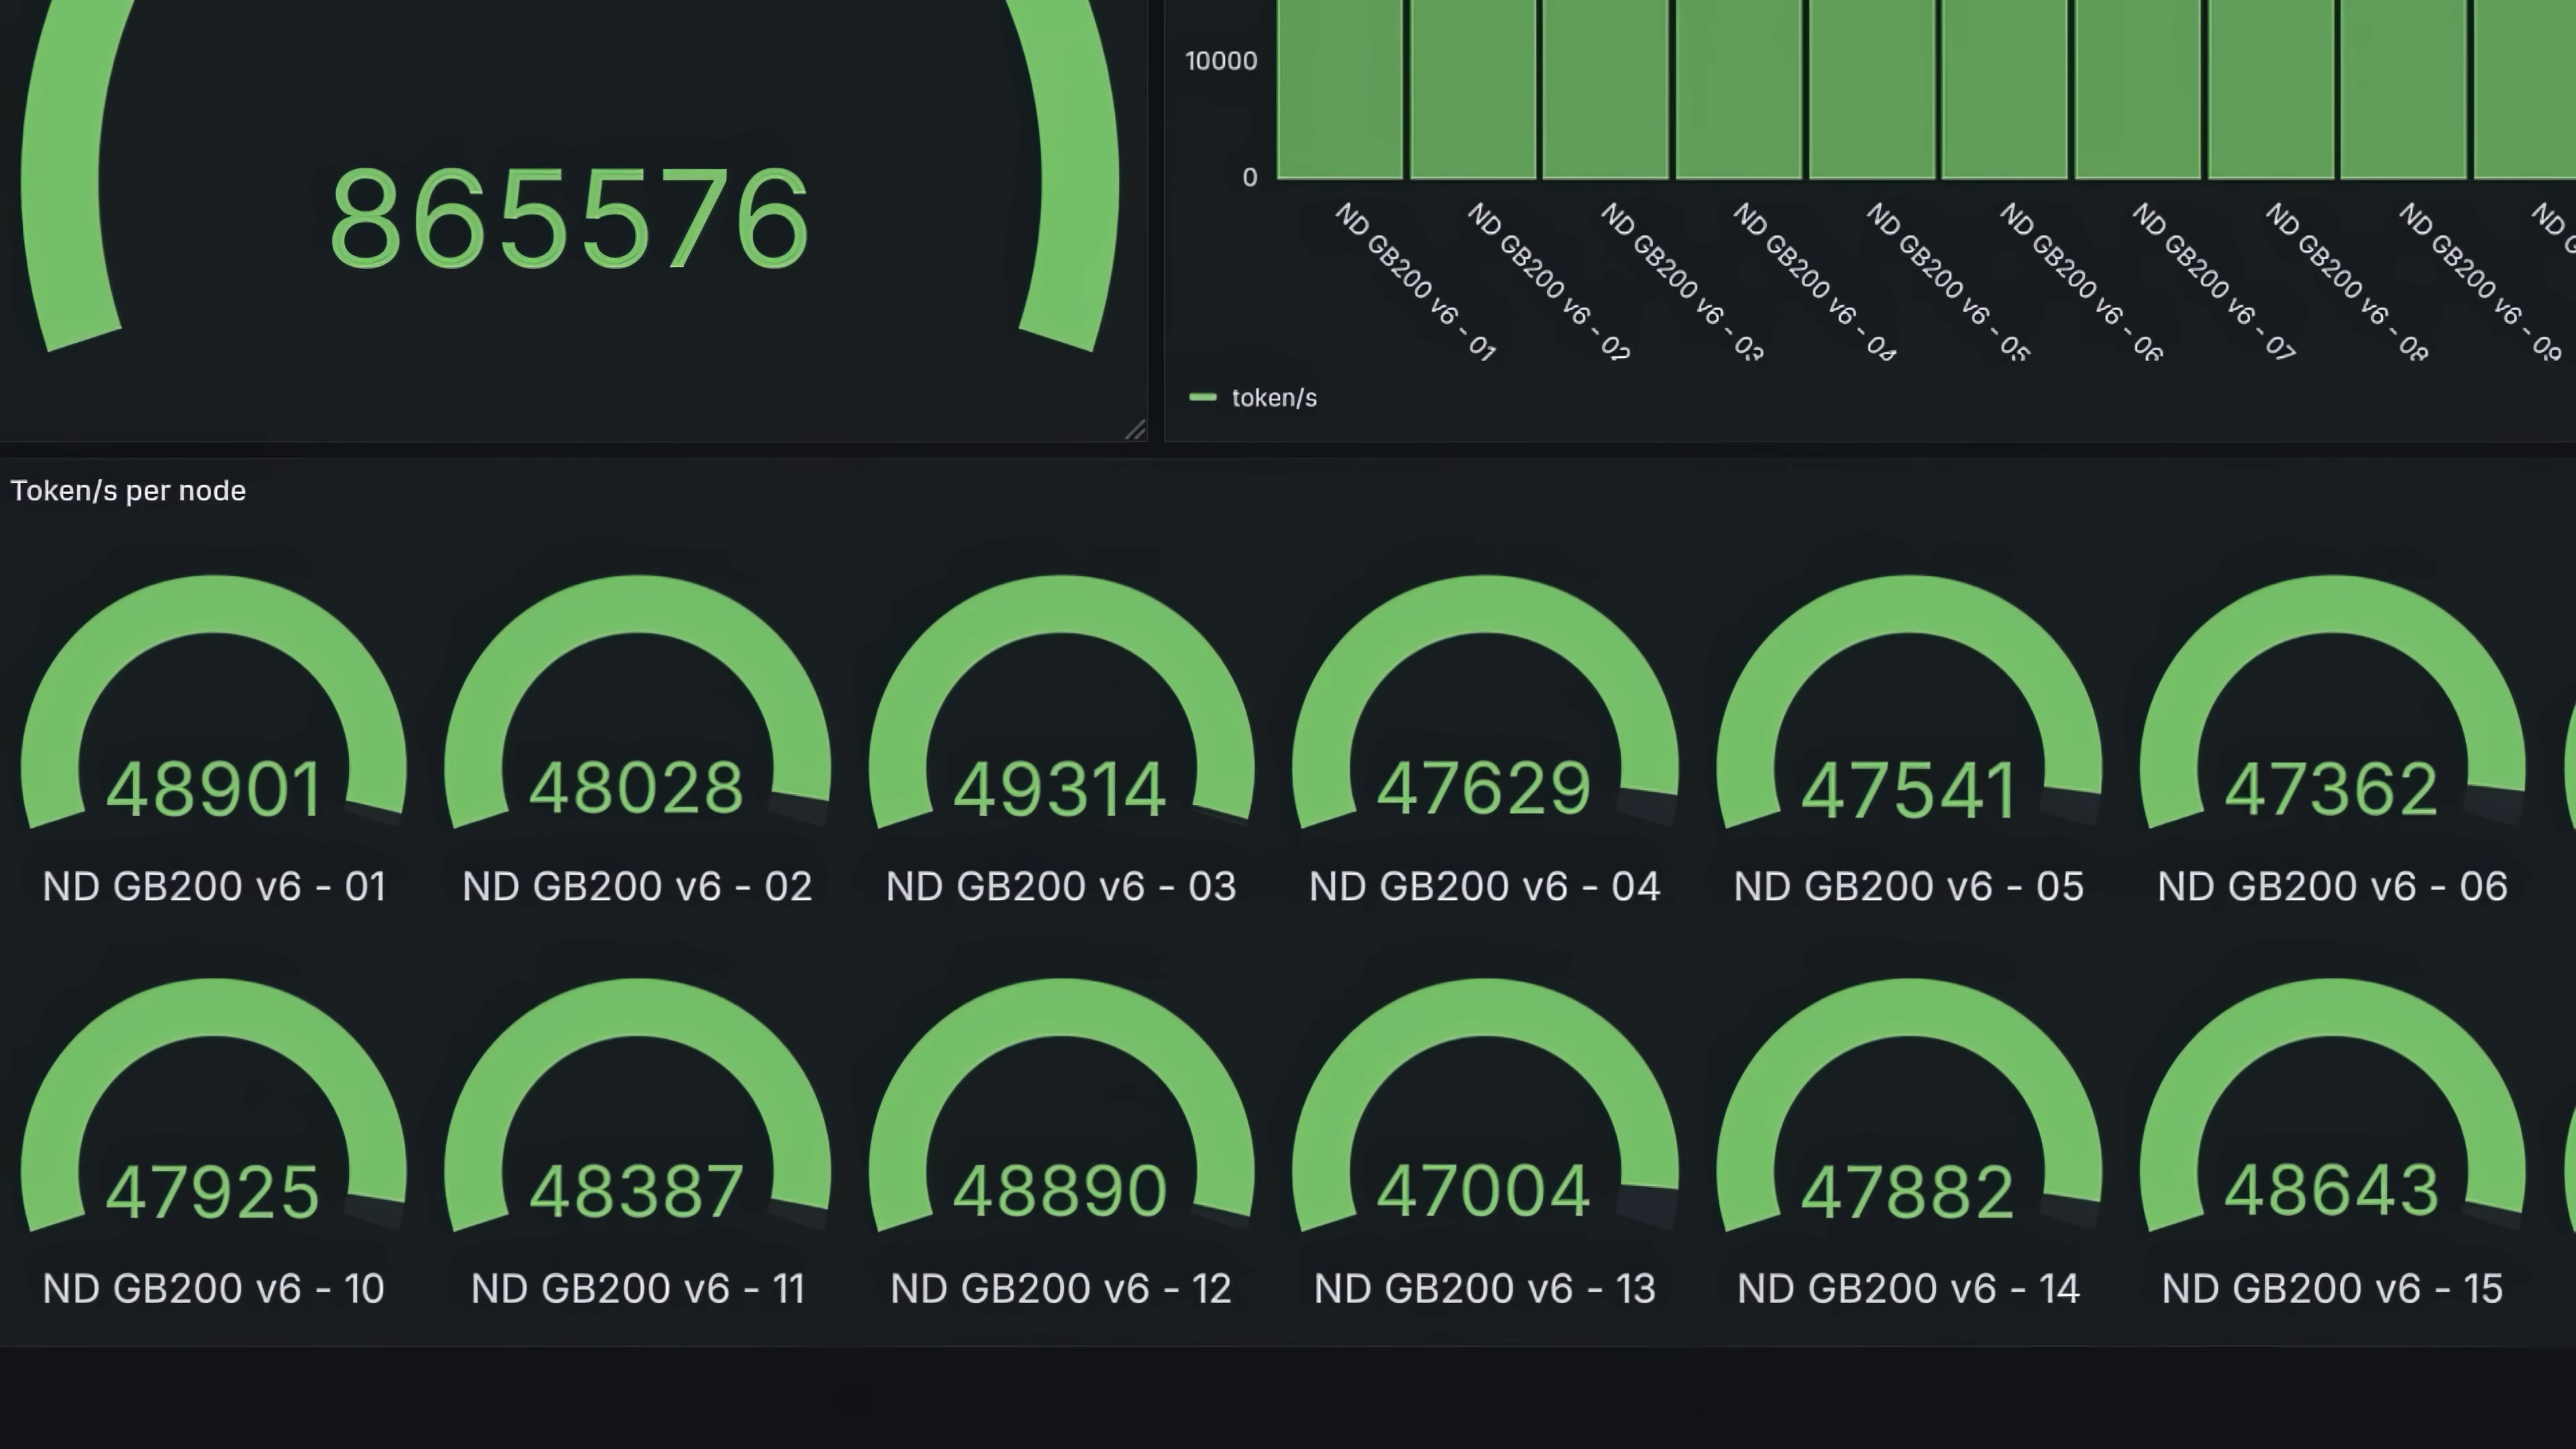 865576
10000
0
ND GB200 v6 - 01
ND GB200 v6 - 02
ND GB200 v6 - 03
ND GB200 v6 - 04
ND GB200 v6 - 05
ND GB200 v6 - 06
ND GB200 v6 - 07
ND GB200 v6 - 08
ND GB200 v6 - 09
ND
token/s
Token/s per node
48901
48028
49314
47629
47541
47362
ND GB200 v6 - 01
ND GB200 v6 - 02
ND GB200 v6 - 03
ND GB200 v6 - 04
ND GB200 v6 - 05
ND GB200 v6 - 06
47925
48387
48890
47004
47882
48643
ND GB200 v6 - 10
ND GB200 v6 - 11
ND GB200 v6 - 12
ND GB200 v6 - 13
ND GB200 v6 - 14
ND GB200 v6 - 15